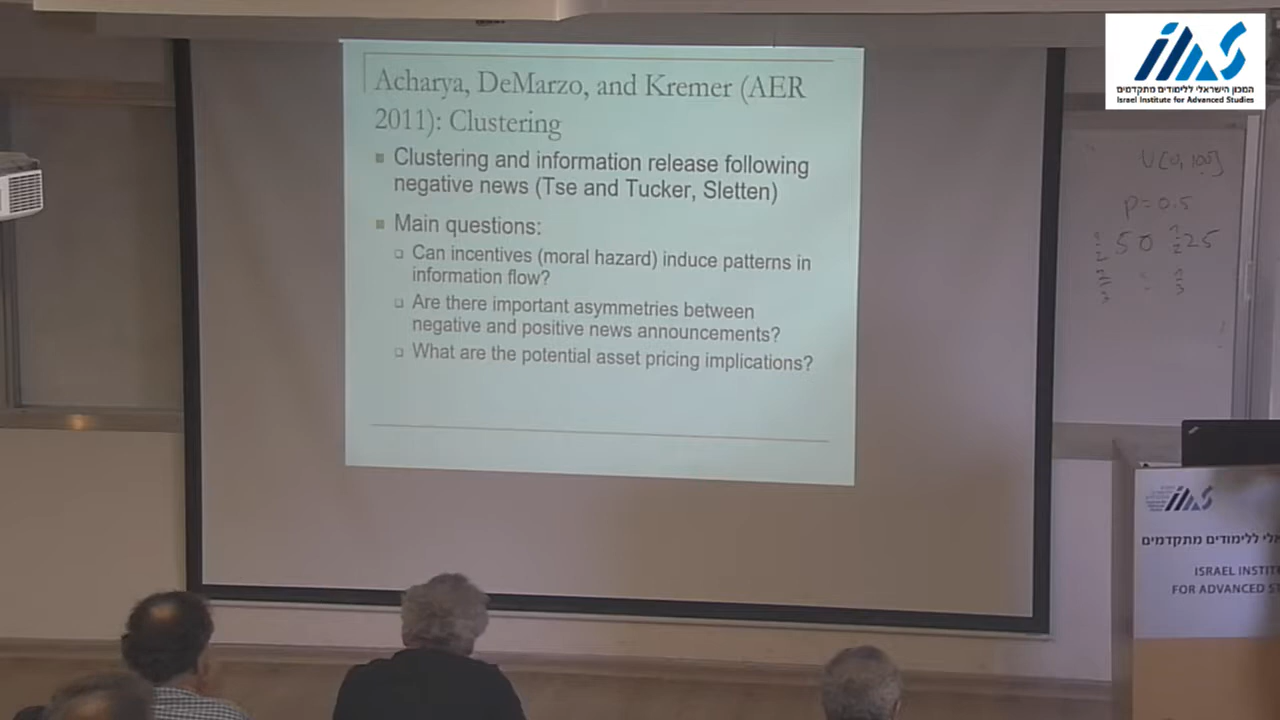 Acharya, DeMarzo, and Kremer (AER
2011): Clustering
Clustering and information release following
negative news (Tse and Tucker, Sletten)
Main questions:
Can incentives (moral hazard) induce patterns in
information flow?
Are there important asymmetries between
negative and positive news announcements?
What are the potential asset pricing implications?
ias
המכון הישראלי ללימודים מתקדמים
Israel Institute for Advanced Studies
U[0, 100]
P=0.5
50 25
ias
אלי ללימודים מתקדמים
ISRAEL INSTIT
FOR ADVANCED S